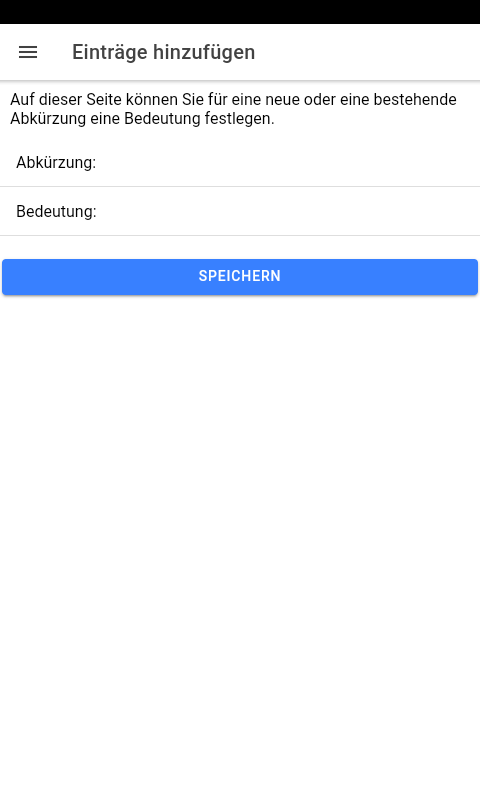 Einträge hinzufügen
Auf dieser Seite können Sie für eine neue oder eine bestehende
Abkürzung eine Bedeutung festlegen.
Abkürzung:
Bedeutung:
SPEICHERN